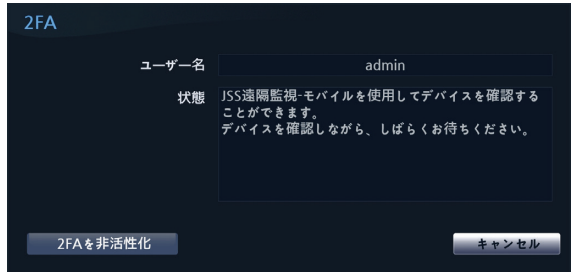 2FA
ユーザー名 admin
状態 JSS遠隔監視-モバイルを使用してデバイスを確認する
ことができます。
デバイスを確認しながら、しばらくお待ちください。
2FAを非活性化 キャンセル